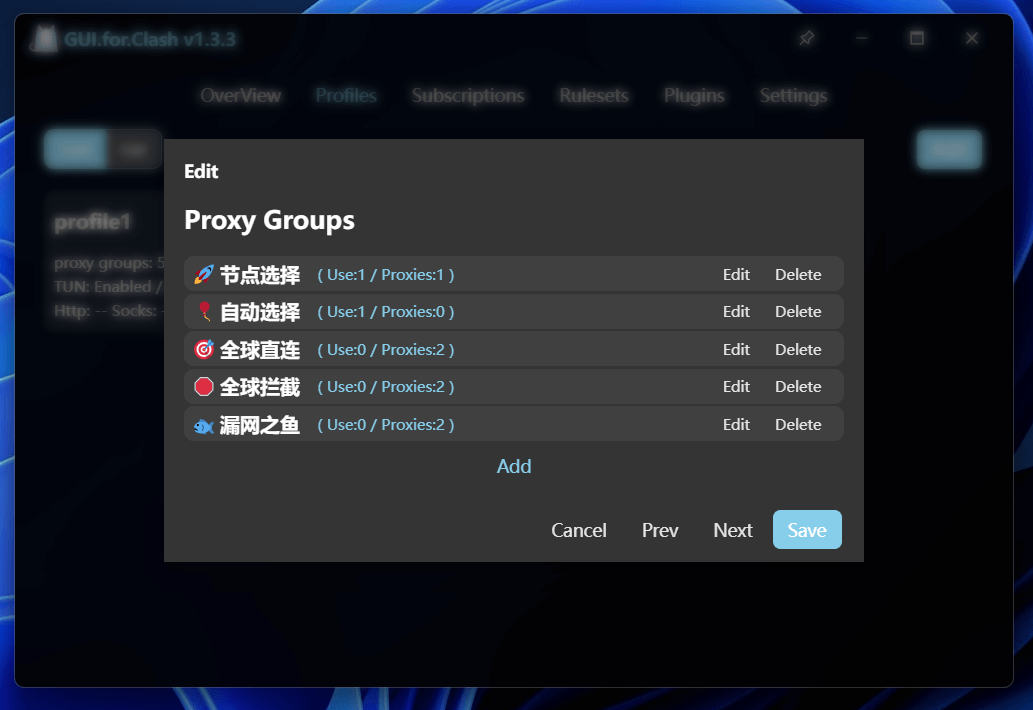 GUI.for.Clash v1.3.3
OverView Profiles Subscriptions Rulesets Plugins Settings
profile1
proxy groups: 5
TUN: Enabled /
Http: -- Socks: -
Edit
Proxy Groups
🚀 节点选择 ( Use:1 / Proxies:1 ) Edit Delete
🎈 自动选择 ( Use:1 / Proxies:0 ) Edit Delete
🎯 全球直连 ( Use:0 / Proxies:2 ) Edit Delete
🛑 全球拦截 ( Use:0 / Proxies:2 ) Edit Delete
🐟 漏网之鱼 ( Use:0 / Proxies:2 ) Edit Delete
Add
Cancel Prev Next Save